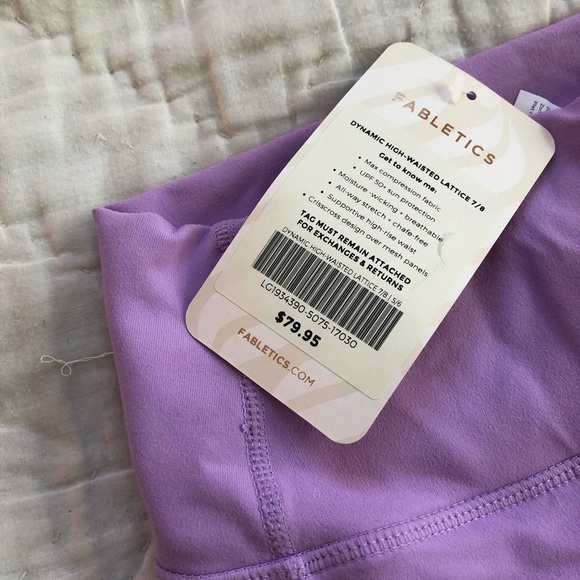 FABLETICS
DYNAMIC HIGH-WAISTED LATTICE 7/8
Get to know me:
• Max compression fabric
• UPF 50+ sun protection
• Moisture-wicking + breathable
• All-way stretch + chafe-free
• Supportive high-rise waist
• Crisscross design over mesh panels
TAG MUST REMAIN ATTACHED
FOR EXCHANGES & RETURNS
DYNAMIC HIGH-WAISTED LATTICE 7/8 | S/6
LG1934390-5075-17030
$79.95
FABLETICS.COM